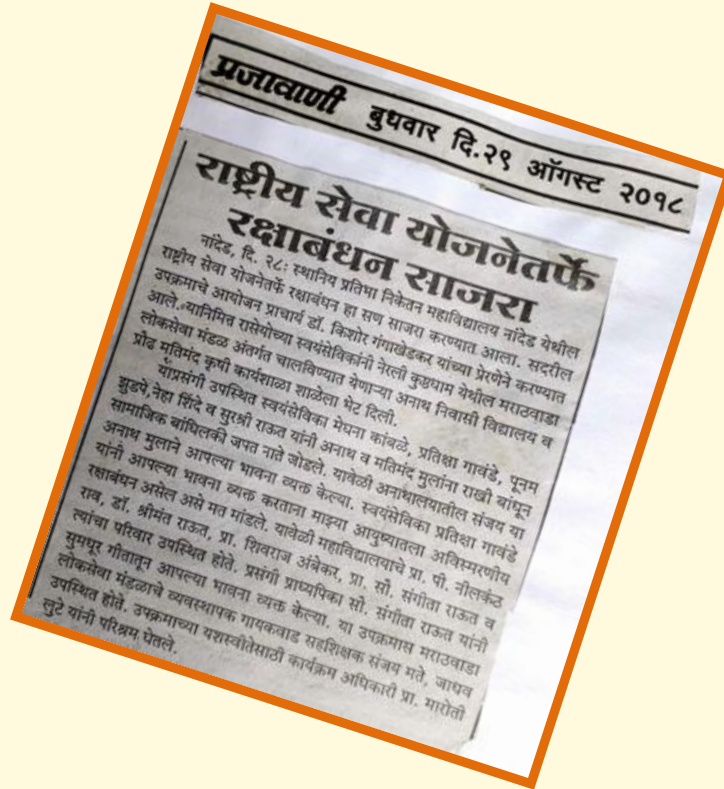 प्रजावाणी बुधवार दि.२९ ऑगस्ट २०१८
राष्ट्रीय सेवा योजनेतर्फे
रक्षाबंधन साजरा
नांदेड, दि. २८: स्थानिय प्रतिभा निकेतन महाविद्यालय नांदेड येथील
राष्ट्रीय सेवा योजनेतर्फे रक्षाबंधन हा सण साजरा करण्यात आला. सदरील
उपक्रमाचे आयोजन प्राचार्य डॉ. किशोर गंगाखेडकर यांच्या प्रेरणेने करण्यात
आले. यानिमित्त रासेयोच्या स्वयंसेविकांनी नेरली कुष्ठधाम येथील मराठवाडा
लोकसेवा मंडळ अंतर्गत चालविण्यात येणाऱ्या अनाथ निवासी विद्यालय व
प्रौढ मतिमंद कृषी कार्यशाळा शाळेला भेट दिली.
याप्रसंगी उपस्थित स्वयंसेविका मेघना कांबळे, प्रतिक्षा गावंडे, पूनम
झुडपे,नेहा शिंदे व सुरश्री राऊत यांनी अनाथ व मतिमंद मुलांना राखी बांधून
सामाजिक बांधिलकी जपत नाते जोडले. यावेळी अनाथालयातील संजय या
अनाथ मुलाने आपल्या भावना व्यक्त केल्या. स्वयंसेविका प्रतिक्षा गावंडे
यांनी आपल्या भावना व्यक्त करताना माझ्या आयुष्यातला अविस्मरणीय
रक्षाबंधन असेल असे मत मांडले. यावेळी महाविद्यालयाचे प्रा. पी. नीलकंठ
राव, डॉ. श्रीमंत राऊत, प्रा. शिवराज अंबेकर, प्रा. सौ. संगीता राऊत व
त्यांचा परिवार उपस्थित होते. प्रसंगी प्राध्यापिका सौ. संगीता राऊत यांनी
सुमधूर गीतातून आपल्या भावना व्यक्त केल्या. या उपक्रमास मराठवाडा
लोकसेवा मंडळाचे व्यवस्थापक गायकवाड सहशिक्षक संजय मते, जाधव
उपस्थित होते. उपक्रमाच्या यशस्वीतेसाठी कार्यक्रम अधिकारी प्रा. मारोती
लुटे यांनी परिश्रम घेतले.